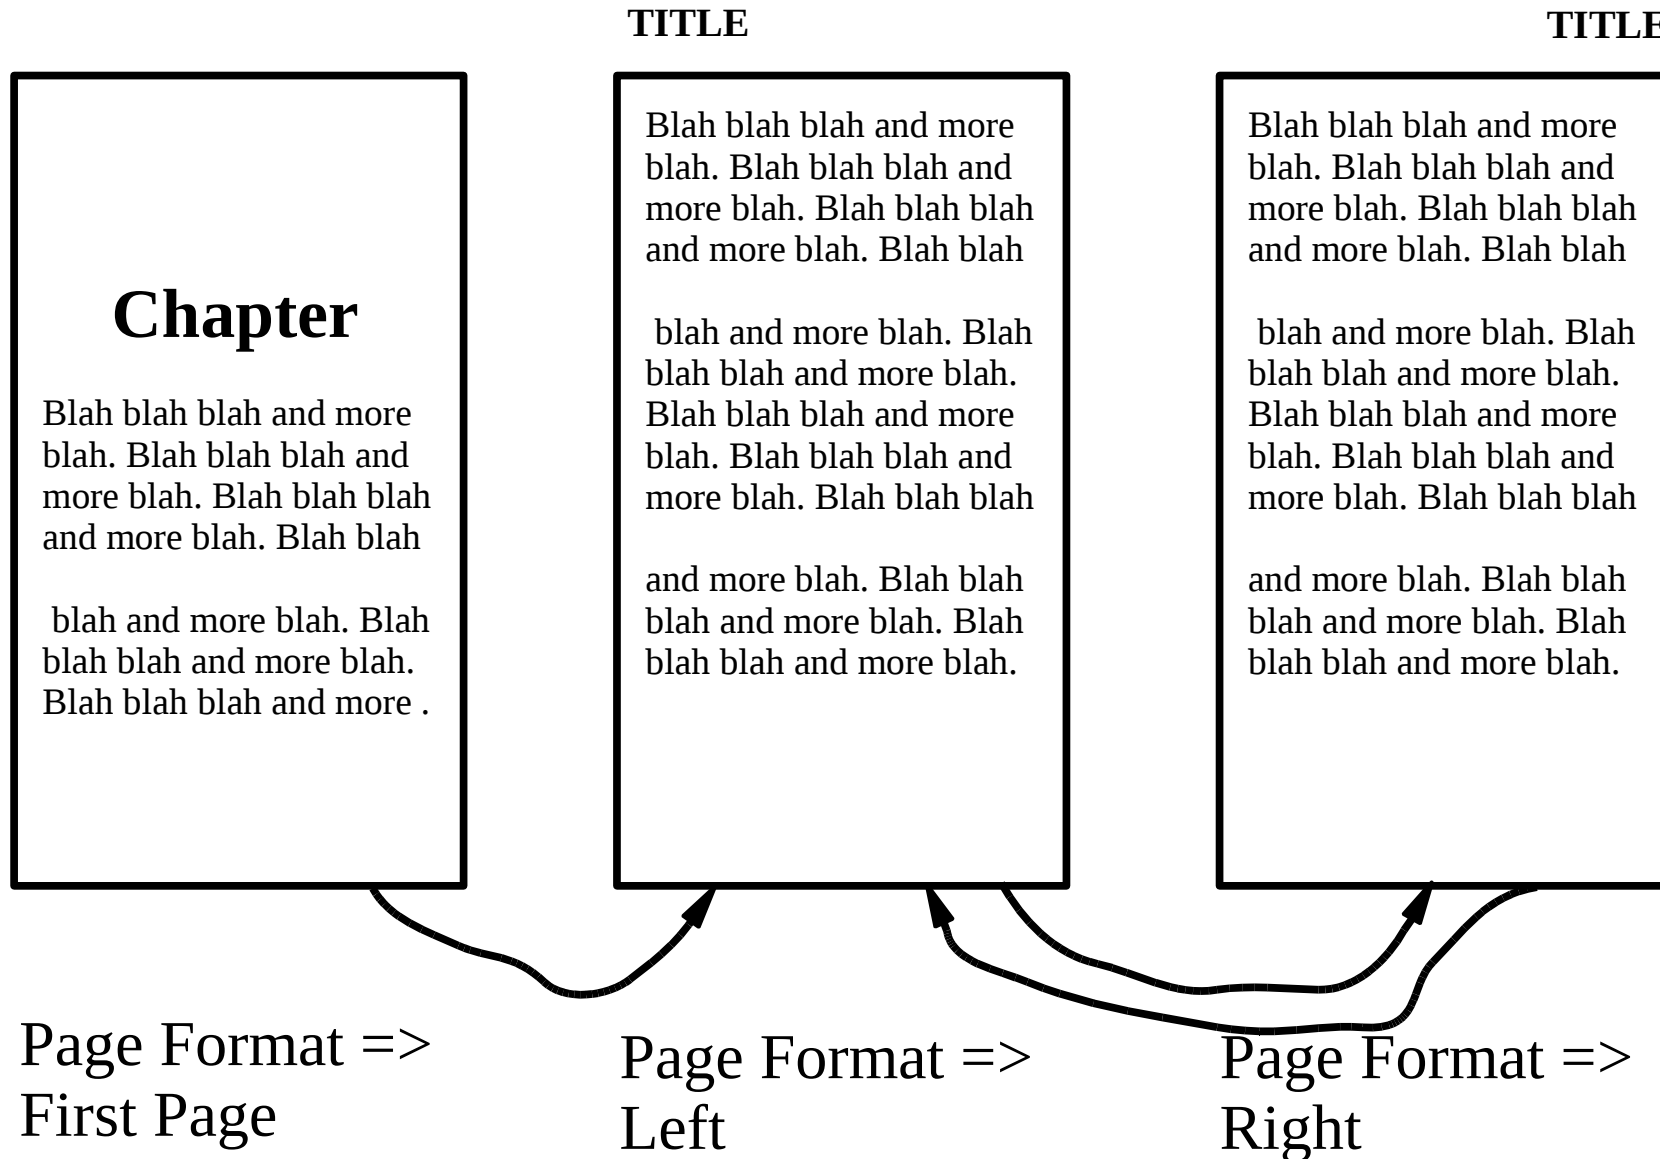 TITLE
TITLE
Chapter
Blah blah blah and more
blah. Blah blah blah and
more blah. Blah blah blah
and more blah. Blah blah
blah and more blah. Blah
blah blah and more blah.
Blah blah blah and more .
Blah blah blah and more
blah. Blah blah blah and
more blah. Blah blah blah
and more blah. Blah blah
blah and more blah. Blah
blah blah and more blah.
Blah blah blah and more
blah. Blah blah blah and
more blah. Blah blah blah
and more blah. Blah blah
blah and more blah. Blah
blah blah and more blah.
Blah blah blah and more
blah. Blah blah blah and
more blah. Blah blah blah
and more blah. Blah blah
blah and more blah. Blah
blah blah and more blah.
Blah blah blah and more
blah. Blah blah blah and
more blah. Blah blah blah
and more blah. Blah blah
blah and more blah. Blah
blah blah and more blah.
Page Format =>
First Page
Page Format =>
Left
Page Format =>
Right